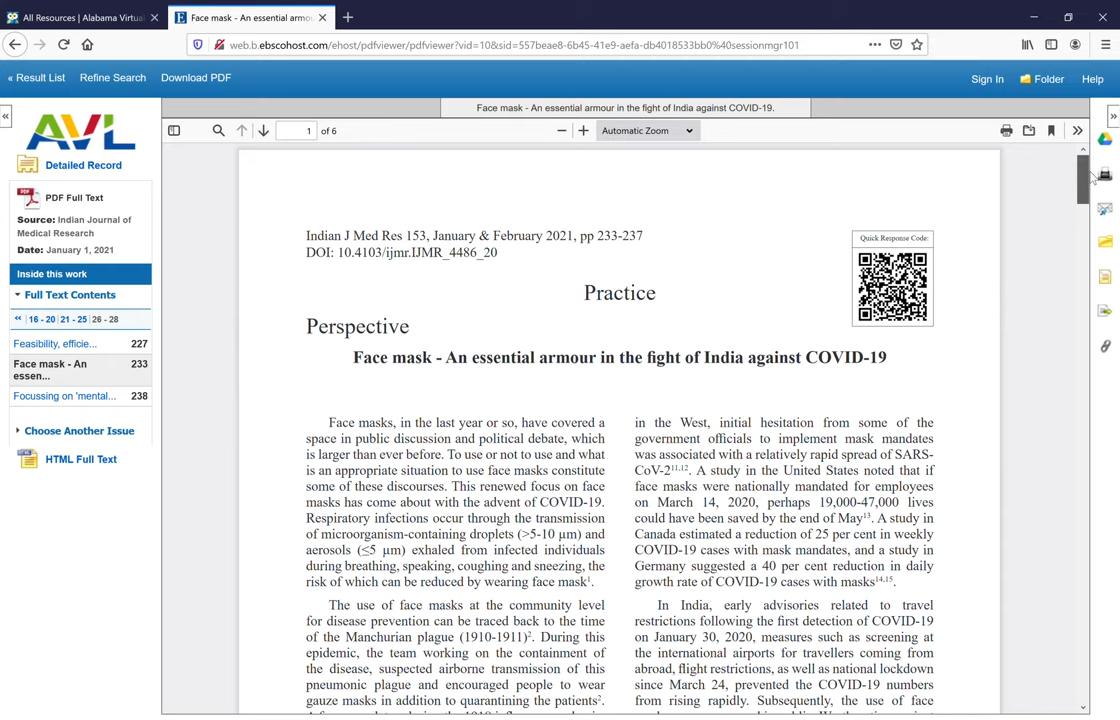 All Resources | Alabama Virtual
Face mask - An essential armou
web.b.ebscohost.com/ehost/pdfviewer/pdfviewer?vid=10&sid=557beae8-6b45-41e9-aefa-db4018533bb0%40sessionmgr101
« Result List Refine Search Download PDF Sign In Folder Help
Face mask - An essential armour in the fight of India against COVID-19.
1 of 6 Automatic Zoom
AVL
Detailed Record
PDF Full Text
Source: Indian Journal of
Medical Research
Date: January 1, 2021
Inside this work
Full Text Contents
16 - 20 21 - 25 26 - 28
Feasibility, efficie... 227
Face mask - An 233
essen...
Focussing on 'mental... 238
Choose Another Issue
HTML Full Text
Indian J Med Res 153, January & February 2021, pp 233-237
DOI: 10.4103/ijmr.IJMR_4486_20
Quick Response Code:
Practice
Perspective
Face mask - An essential armour in the fight of India against COVID-19
Face masks, in the last year or so, have covered a
space in public discussion and political debate, which
is larger than ever before. To use or not to use and what
is an appropriate situation to use face masks constitute
some of these discourses. This renewed focus on face
masks has come about with the advent of COVID-19.
Respiratory infections occur through the transmission
of microorganism-containing droplets (>5-10 µm) and
aerosols (≤5 µm) exhaled from infected individuals
during breathing, speaking, coughing and sneezing, the
risk of which can be reduced by wearing face mask¹.
The use of face masks at the community level
for disease prevention can be traced back to the time
of the Manchurian plague (1910-1911)². During this
epidemic, the team working on the containment of
the disease, suspected airborne transmission of this
pneumonic plague and encouraged people to wear
gauze masks in addition to quarantining the patients².
in the West, initial hesitation from some of the
government officials to implement mask mandates
was associated with a relatively rapid spread of SARS-
CoV-2¹¹,¹². A study in the United States noted that if
face masks were nationally mandated for employees
on March 14, 2020, perhaps 19,000-47,000 lives
could have been saved by the end of May¹³. A study in
Canada estimated a reduction of 25 per cent in weekly
COVID-19 cases with mask mandates, and a study in
Germany suggested a 40 per cent reduction in daily
growth rate of COVID-19 cases with masks¹⁴,¹⁵.
In India, early advisories related to travel
restrictions following the first detection of COVID-19
on January 30, 2020, measures such as screening at
the international airports for travellers coming from
abroad, flight restrictions, as well as national lockdown
since March 24, prevented the COVID-19 numbers
from rising rapidly. Subsequently, the use of face